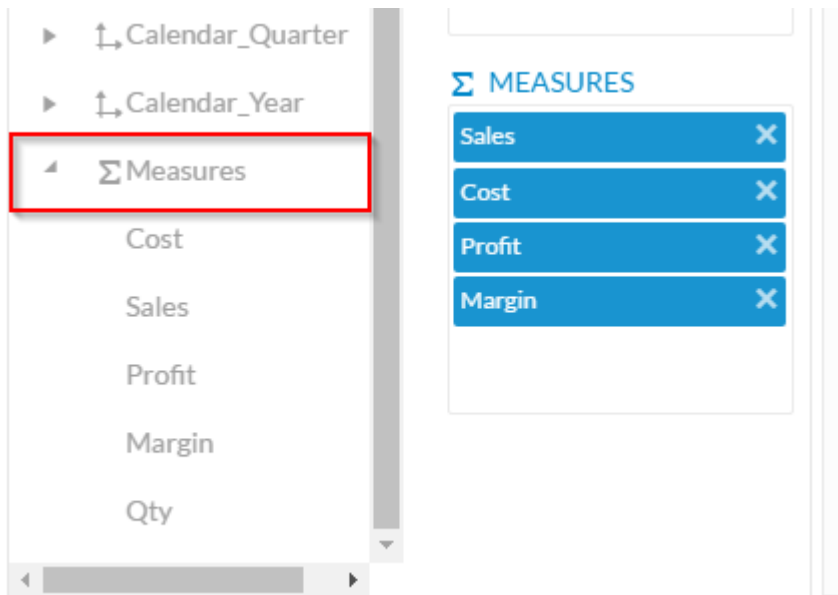 Calendar_Quarter
Calendar_Year
Σ Measures
Cost
Sales
Profit
Margin
Qty
Σ MEASURES
Sales
Cost
Profit
Margin